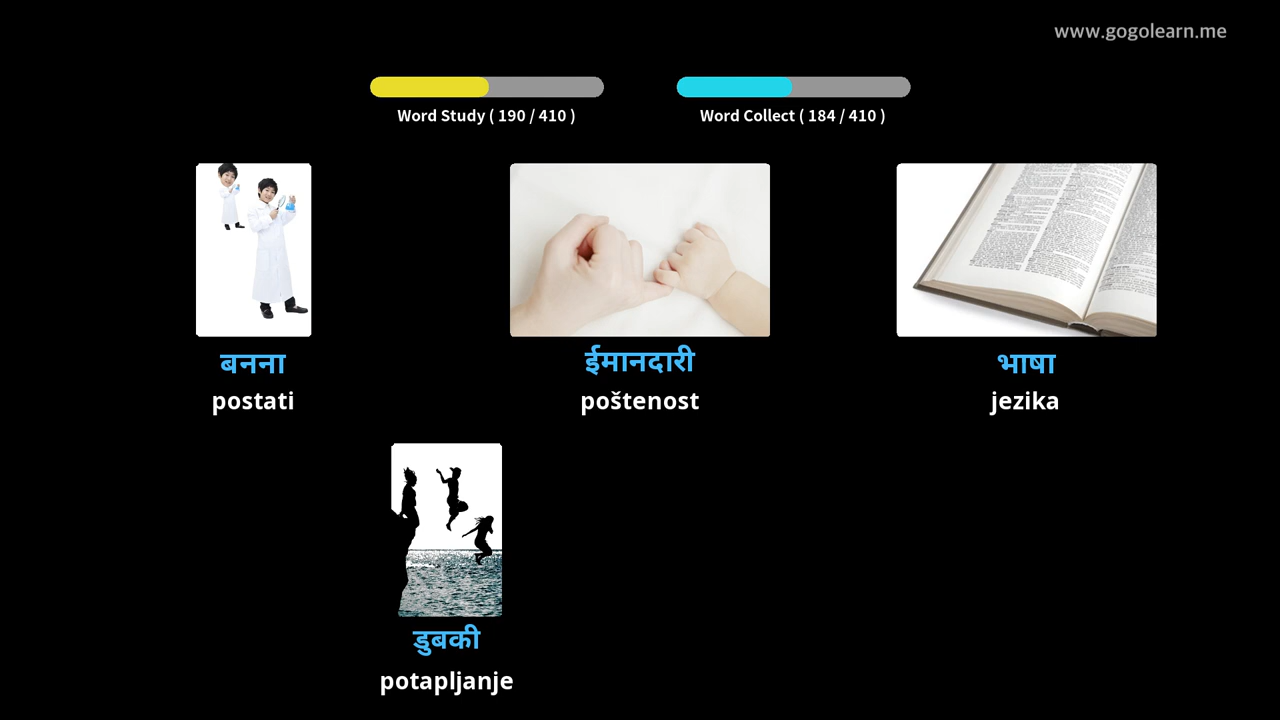 www.gogolearn.me
Word Study ( 190 / 410 )
Word Collect ( 184 / 410 )
बनना
postati
ईमानदारी
poštenost
भाषा
jezika
डुबकी
potapljanje